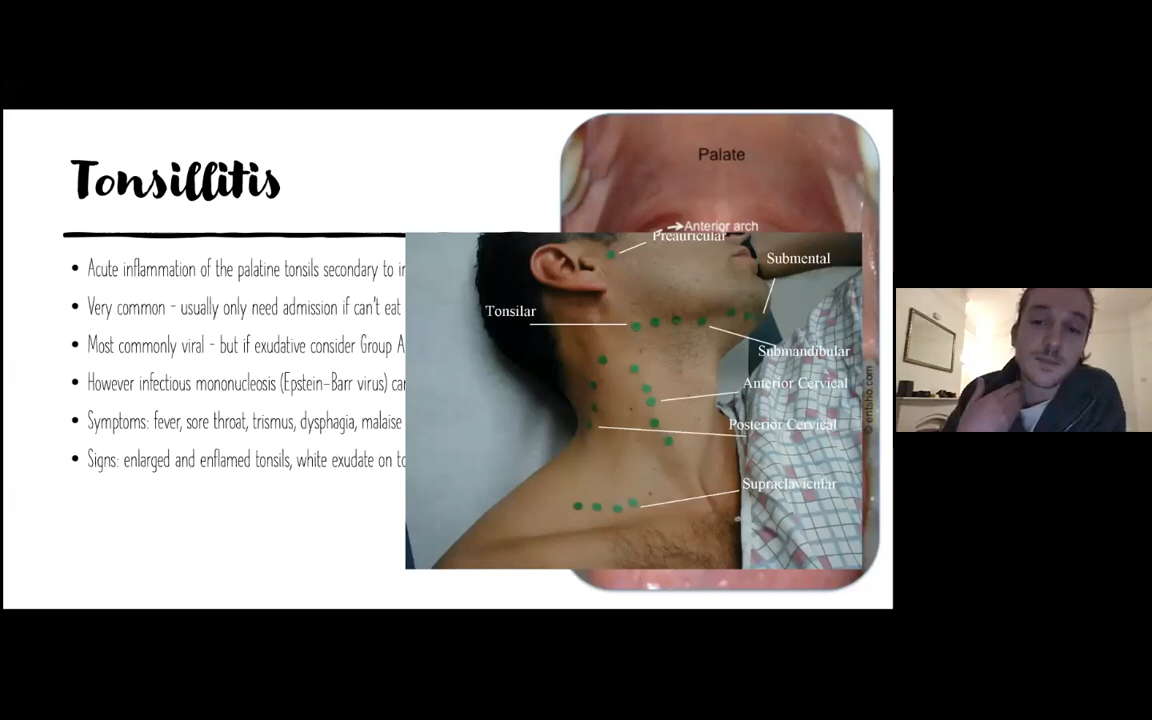 Tonsillitis
Palate
Anterior arch
Preauricular
Submental
Tonsilar
Submandibular
Anterior Cervical
Posterior Cervical
Supraclavicular
© entsho.com
• Acute inflammation of the palatine tonsils secondary to
• Very common - usually only need admission if can't eat
• Most commonly viral - but if exudative consider Group A
• However infectious mononucleosis (Epstein-Barr virus)
• Symptoms: fever, sore throat, trismus, dysphagia, malaise
• Signs: enlarged and enflamed tonsils, white exudate on